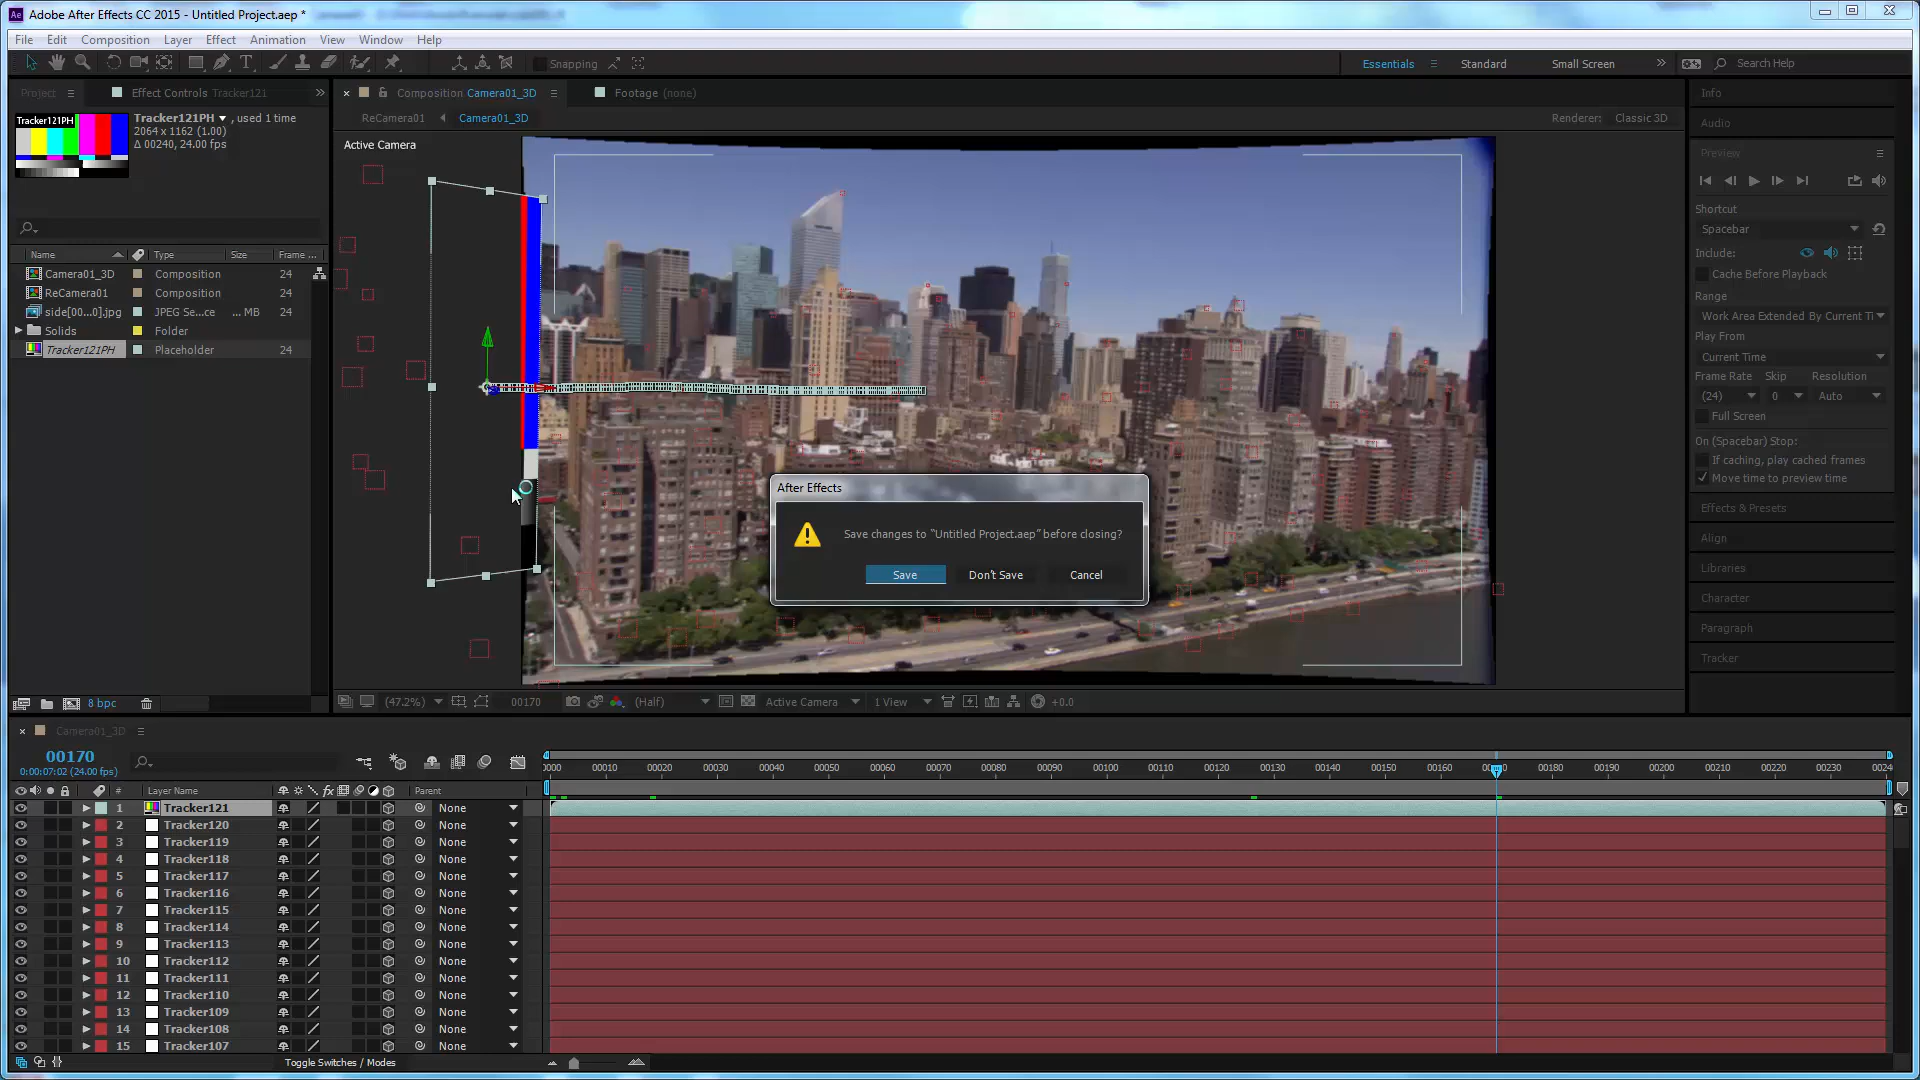 Adobe After Effects CC 2015 - Untitled Project.aep *
File Edit Composition Layer Effect Animation View Window Help
Snapping
Essentials Standard Small Screen Search Help
Project Effect Controls Tracker121
Composition Camera01_3D Footage (none)
Tracker121PH
Tracker121PH , used 1 time
2064 x 1162 (1.00)
Δ 00240, 24.00 fps
ReCamera01 Camera01_3D
Renderer: Classic 3D
Active Camera
Name Type Size Frame ...
Camera01_3D Composition 24
ReCamera01 Composition 24
side[00...0].jpg JPEG Se...ce ... MB 24
Solids Folder
Tracker121PH Placeholder 24
8 bpc
After Effects
Save changes to “Untitled Project.aep” before closing?
Save Don't Save Cancel
(47.2%) 00170 (Half) Active Camera 1 View +0.0
Info
Audio
Preview
Shortcut
Spacebar
Include:
Cache Before Playback
Range
Work Area Extended By Current Ti
Play From
Current Time
Frame Rate Skip Resolution
(24) 0 Auto
Full Screen
On (Spacebar) Stop:
If caching, play cached frames
Move time to preview time
Effects & Presets
Align
Libraries
Character
Paragraph
Tracker
Camera01_3D
00170
0:00:07:02 (24.00 fps)
0000 00010 00020 00030 00040 00050 00060 00070 00080 00090 00100 00110 00120 00130 00140 00150 00160 00180 00190 00200 00210 00220 00230 0024
# Layer Name Parent
1 Tracker121 None
2 Tracker120 None
3 Tracker119 None
4 Tracker118 None
5 Tracker117 None
6 Tracker116 None
7 Tracker115 None
8 Tracker114 None
9 Tracker113 None
10 Tracker112 None
11 Tracker111 None
12 Tracker110 None
13 Tracker109 None
14 Tracker108 None
15 Tracker107 None
Toggle Switches / Modes